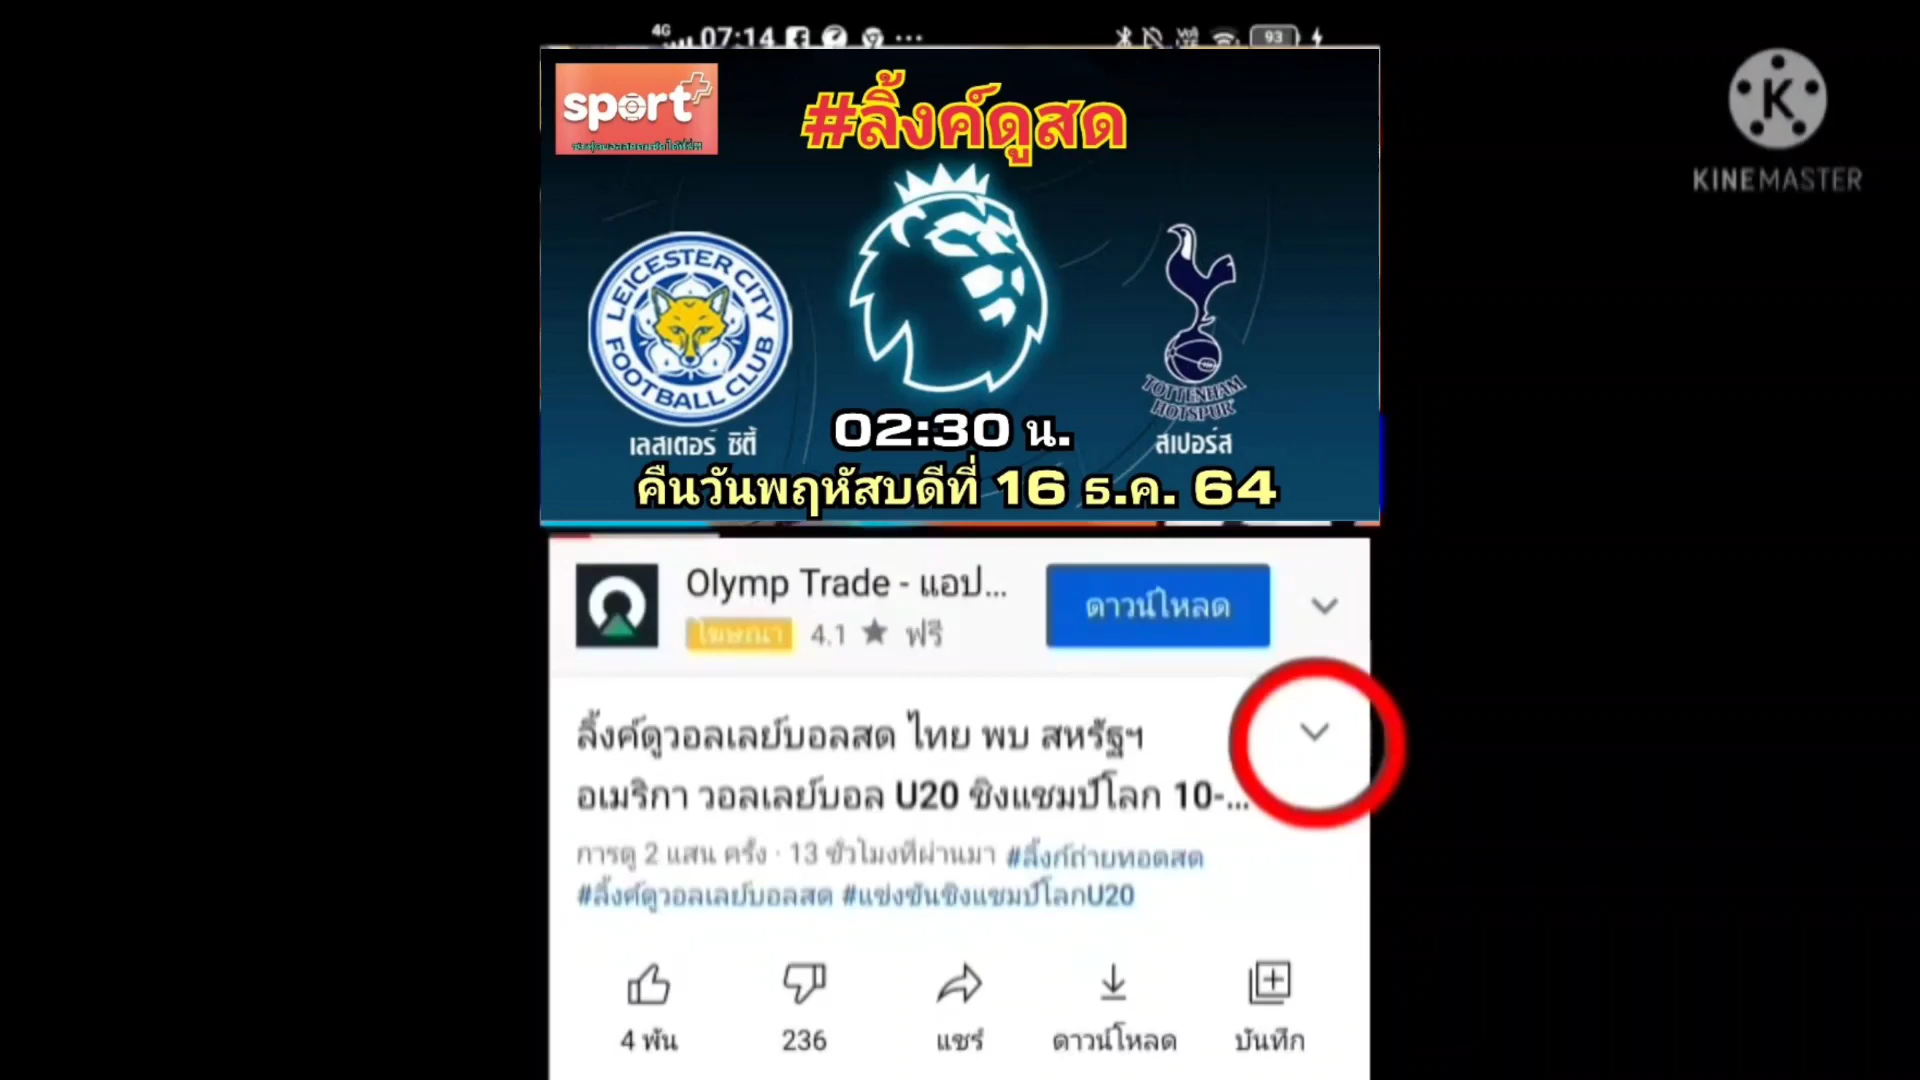 4G 07:14
93
sport
#ลิ้งค์ดูสด
KINEMASTER
LEICESTER CITY
FOOTBALL CLUB
TOTTENHAM
HOTSPUR
เลสเตอร์ ซิตี้
02:30 น.
สเปอร์ส
คืนวันพฤหัสบดีที่ 16 ธ.ค. 64
Olymp Trade - แอป...
ดาวน์โหลด
โฆษณา 4.1 ★ ฟรี
ลิ้งค์ดูวอลเลย์บอลสด ไทย พบ สหรัฐฯ
อเมริกา วอลเลย์บอล U20 ชิงแชมป์โลก 10-...
การดู 2 แสน ครั้ง · 13 ชั่วโมงที่ผ่านมา #ลิ้งก์ถ่ายทอดสด
#ลิ้งค์ดูวอลเลย์บอลสด #แข่งขันชิงแชมป์โลกU20
4 พัน
236
แชร์
ดาวน์โหลด
บันทึก